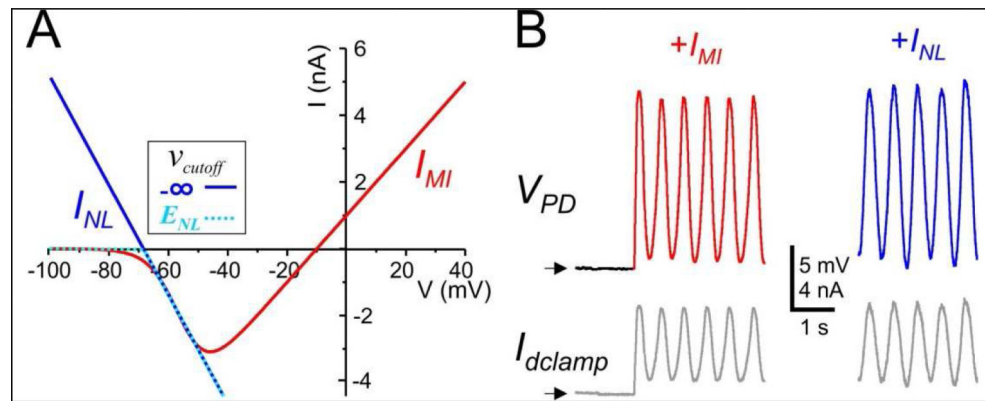 A
I (nA)
6
4
2
-2
-4
-100 -80 -60 -40 20 40
V (mV)
v_cutoff
-∞
E_NL
I_NL
I_MI
B
+I_MI +I_NL
V_PD
5 mV
4 nA
1 s
I_dclamp